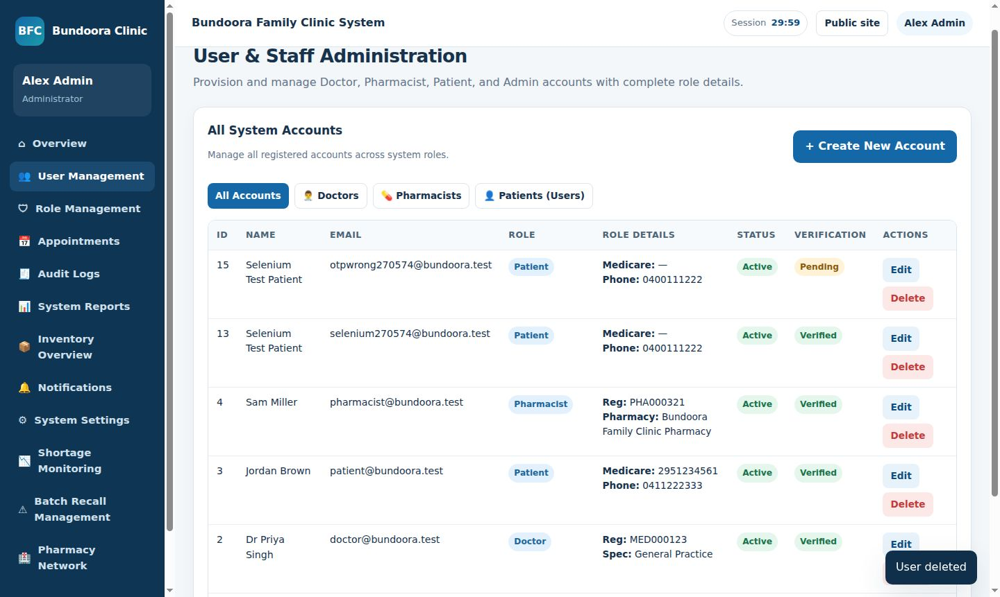 BFC Bundoora Clinic
Alex Admin
Administrator
Overview
User Management
Role Management
Appointments
Audit Logs
System Reports
Inventory
Overview
Notifications
System Settings
Shortage
Monitoring
Batch Recall
Management
Pharmacy
Network
Bundoora Family Clinic System
Session 29:59
Public site
Alex Admin
User & Staff Administration
Provision and manage Doctor, Pharmacist, Patient, and Admin accounts with complete role details.
All System Accounts
Manage all registered accounts across system roles.
+ Create New Account
All Accounts
Doctors
Pharmacists
Patients (Users)
ID NAME EMAIL ROLE ROLE DETAILS STATUS VERIFICATION ACTIONS
15 Selenium otpwrong270574@bundoora.test Patient Medicare: — Active Pending Edit
Test Patient Phone: 0400111222
Delete
13 Selenium selenium270574@bundoora.test Patient Medicare: — Active Verified Edit
Test Patient Phone: 0400111222
Delete
4 Sam Miller pharmacist@bundoora.test Pharmacist Reg: PHA000321 Active Verified Edit
Pharmacy: Bundoora
Family Clinic Pharmacy
Delete
3 Jordan Brown patient@bundoora.test Patient Medicare: 2951234561 Active Verified Edit
Phone: 0411222333
Delete
2 Dr Priya doctor@bundoora.test Doctor Reg: MED000123 Active Verified Edit
Singh Spec: General Practice
User deleted